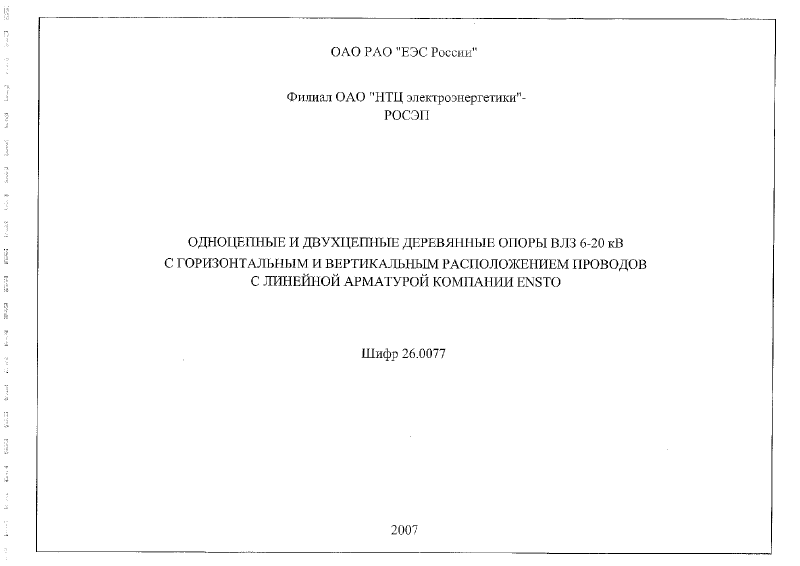 ОАО РАО "ЕЭС России"
Филиал ОАО "НТЦ электроэнергетики"-
РОСЭП
ОДНОЦЕПНЫЕ И ДВУХЦЕПНЫЕ ДЕРЕВЯННЫЕ ОПОРЫ ВЛЗ 6-20 кВ
С ГОРИЗОНТАЛЬНЫМ И ВЕРТИКАЛЬНЫМ РАСПОЛОЖЕНИЕМ ПРОВОДОВ
С ЛИНЕЙНОЙ АРМАТУРОЙ КОМПАНИИ ENSTO
Шифр 26.0077
2007